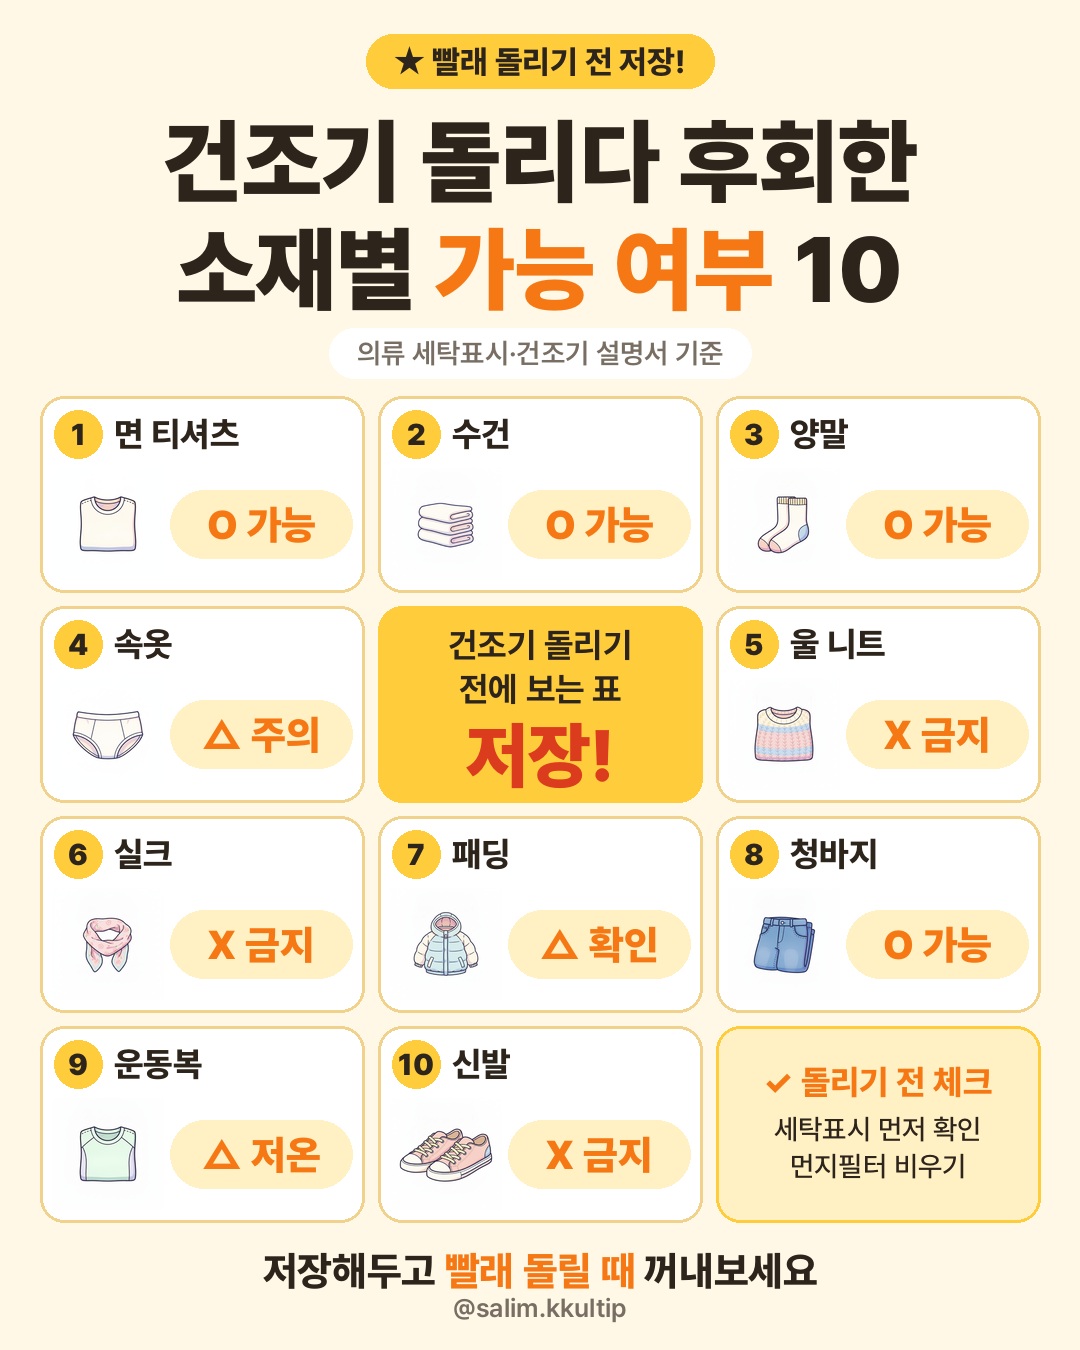 ★ 빨래 돌리기 전 저장!
건조기 돌리다 후회한
소재별 가능 여부 10
의류 세탁표시·건조기 설명서 기준
1 면 티셔츠
O 가능
2 수건
O 가능
3 양말
O 가능
4 속옷
△ 주의
건조기 돌리기
전에 보는 표
저장!
5 울 니트
X 금지
6 실크
X 금지
7 패딩
△ 확인
8 청바지
O 가능
9 운동복
△ 저온
10 신발
X 금지
✓ 돌리기 전 체크
세탁표시 먼저 확인
먼지필터 비우기
저장해두고 빨래 돌릴 때 꺼내보세요
@salim.kkultip